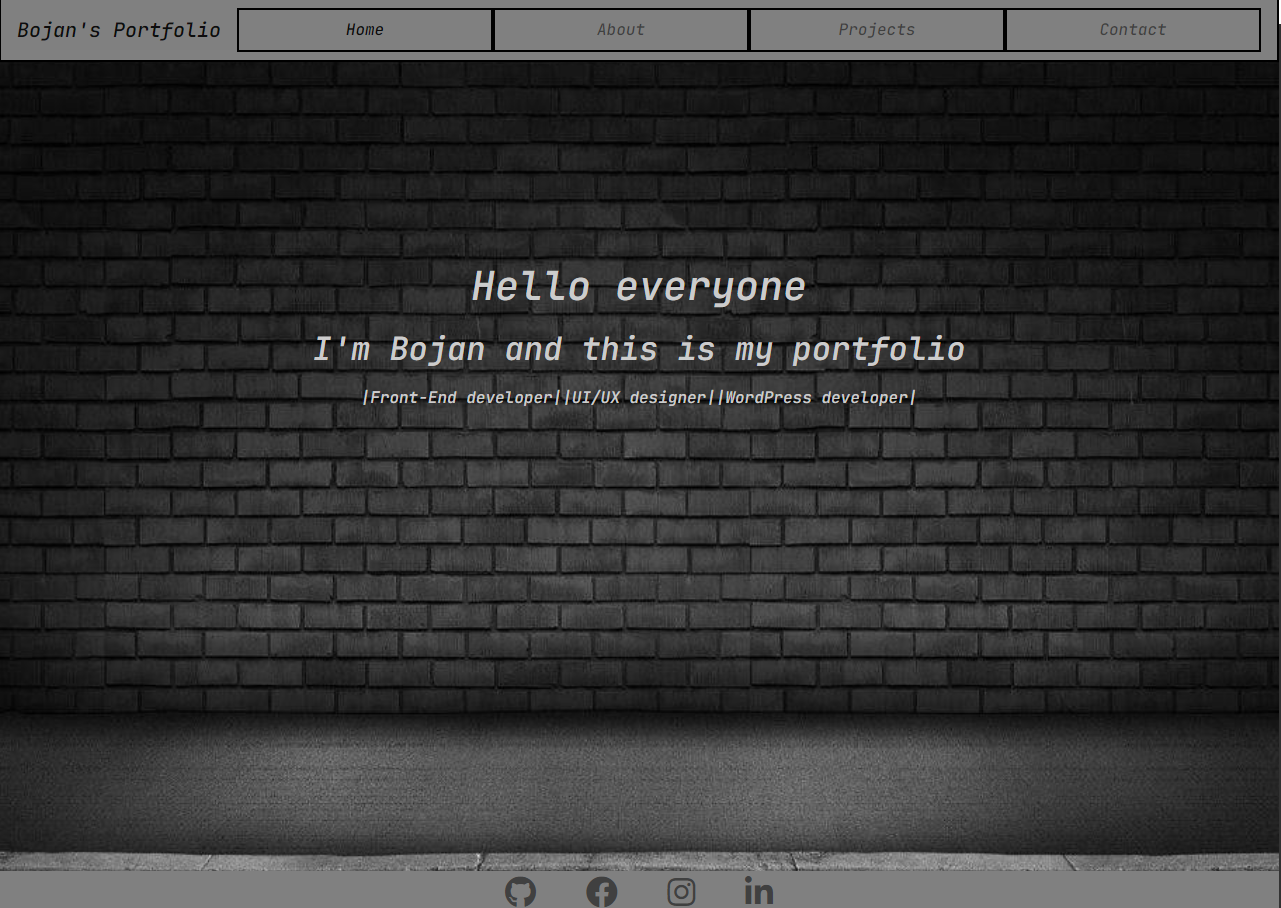 Bojan's Portfolio Home About Projects Contact
Hello everyone
I'm Bojan and this is my portfolio
|Front-End developer||UI/UX designer||WordPress developer|